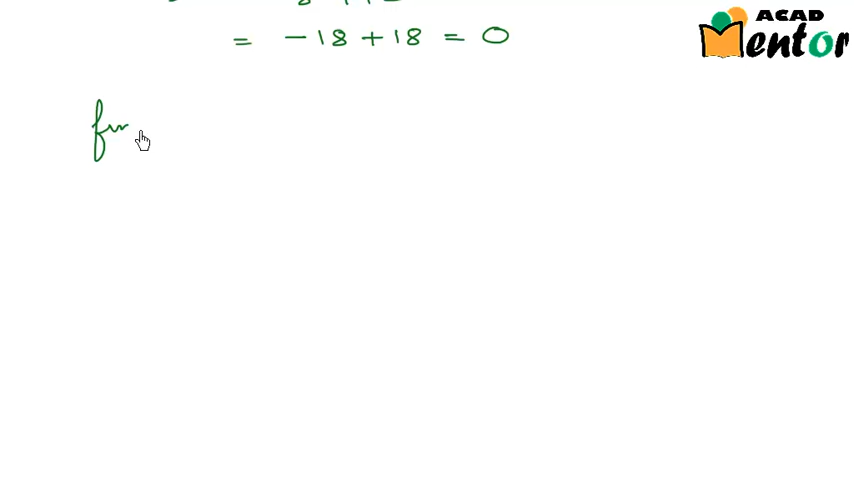 ACAD
Mentor
= -18 + 18 = 0